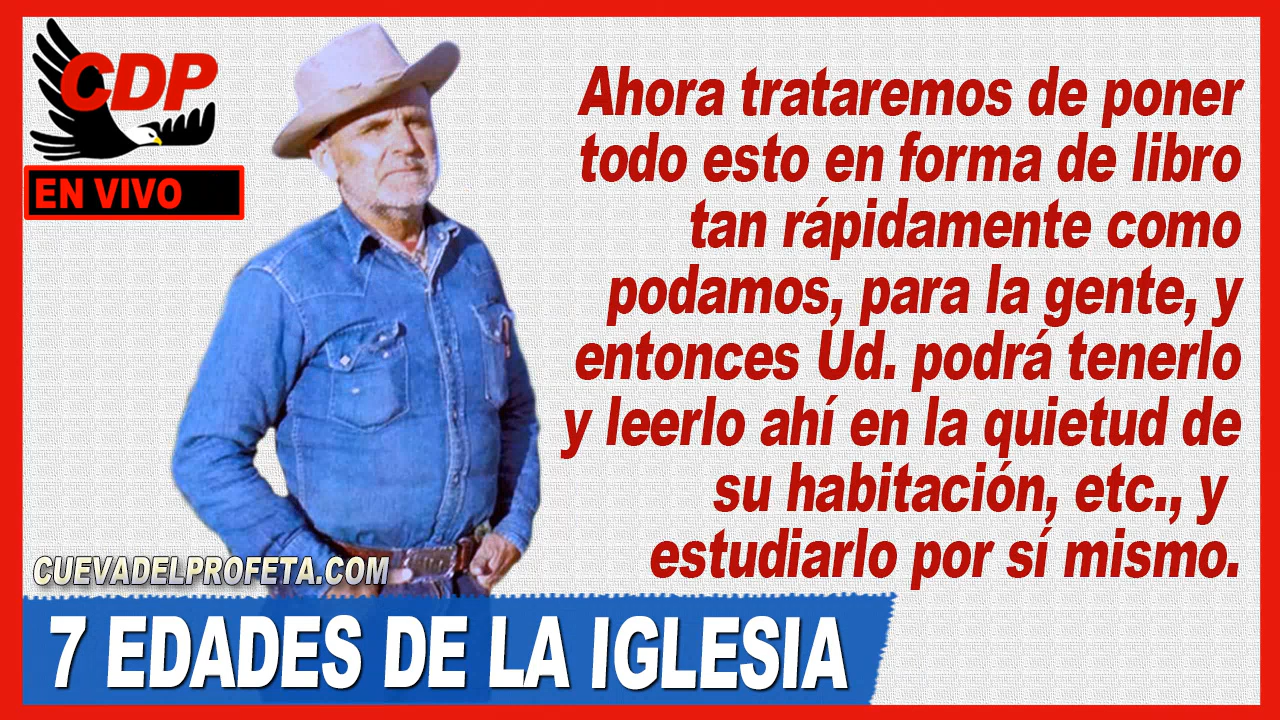 CDP
EN VIVO
Ahora trataremos de poner
todo esto en forma de libro
tan rápidamente como
podamos, para la gente, y
entonces Ud. podrá tenerlo
y leerlo ahí en la quietud de
su habitación, etc., y
estudiarlo por sí mismo.
CUEVADELPROFETA.COM
7 EDADES DE LA IGLESIA